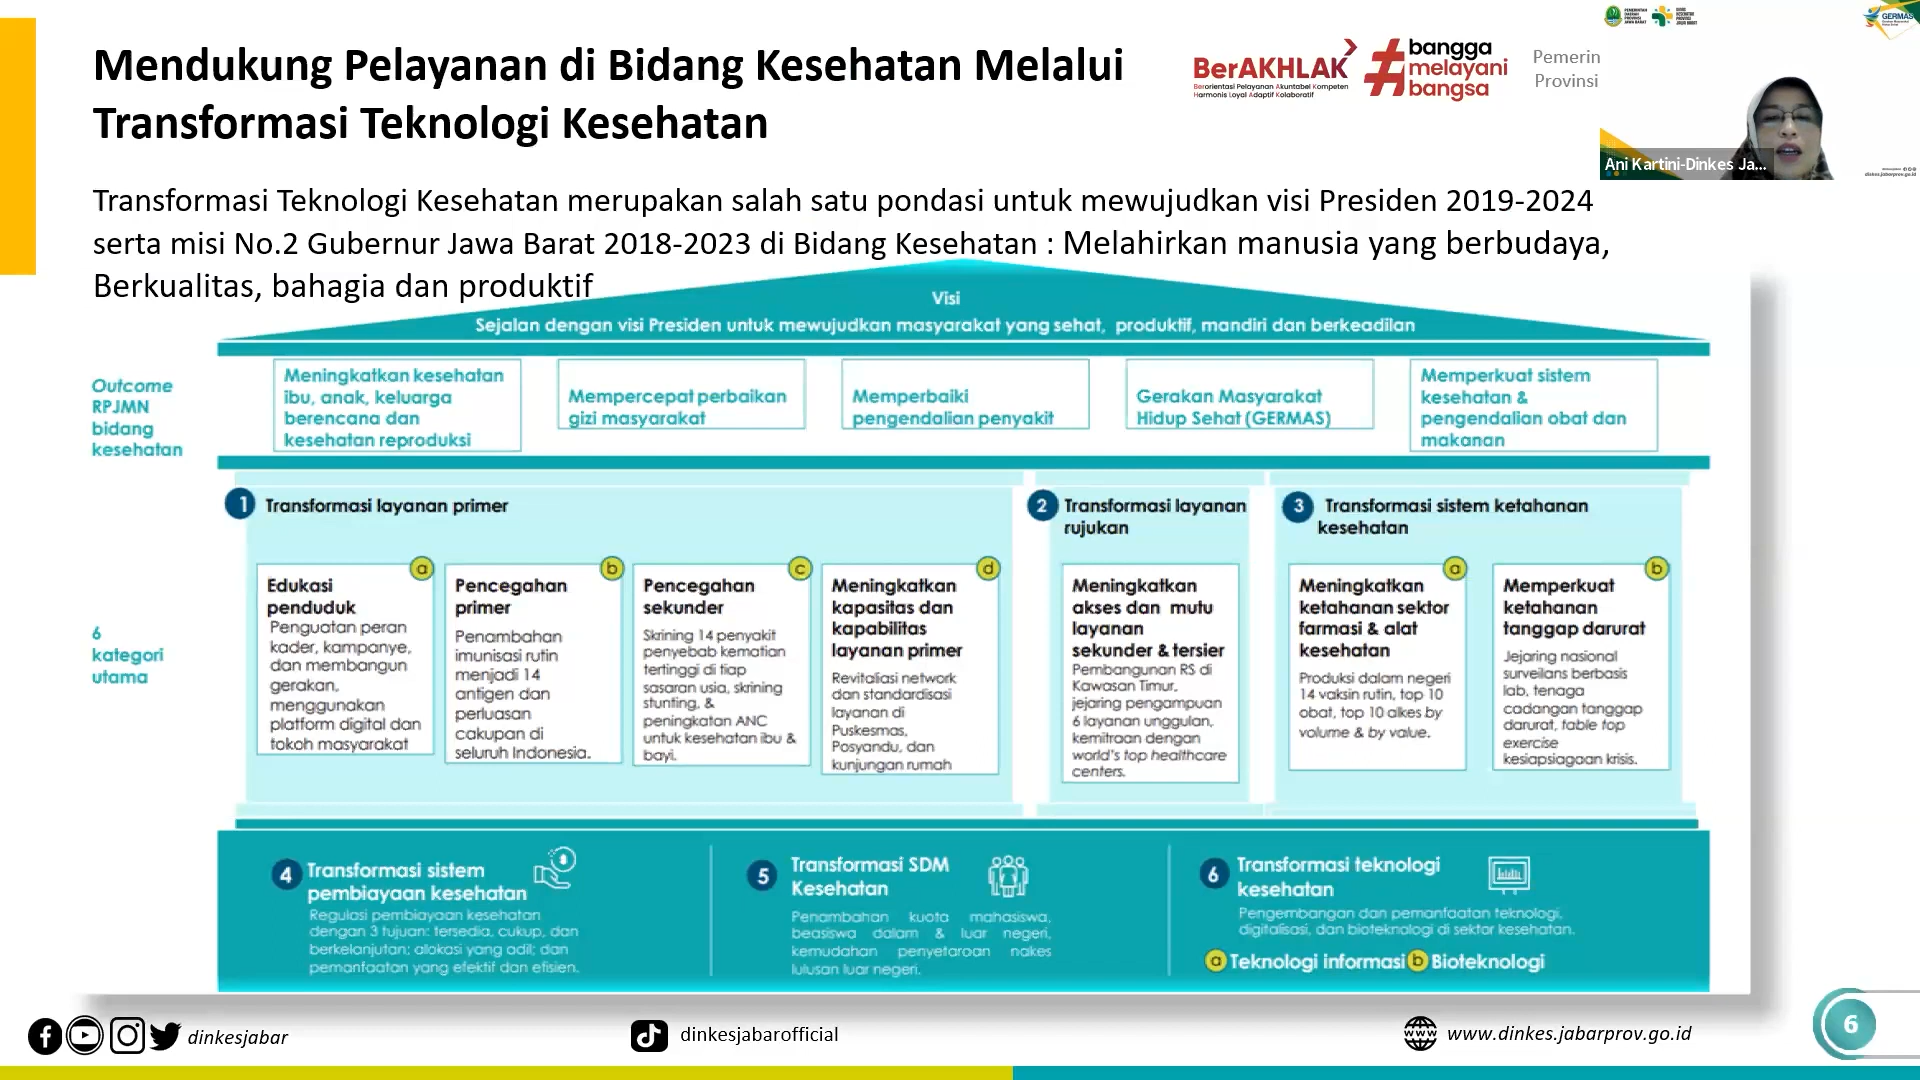 Mendukung Pelayanan di Bidang Kesehatan Melalui
Transformasi Teknologi Kesehatan
BerAKHLAK
Berorientasi Pelayanan Akuntabel Kompeten
Harmonis Loyal Adaptif Kolaboratif
#bangga
melayani
bangsa
Pemerin
Provinsi
GERMAS
Ani Kartini-Dinkes Ja...
Transformasi Teknologi Kesehatan merupakan salah satu pondasi untuk mewujudkan visi Presiden 2019-2024
serta misi No.2 Gubernur Jawa Barat 2018-2023 di Bidang Kesehatan : Melahirkan manusia yang berbudaya,
Berkualitas, bahagia dan produktif
Visi
Sejalan dengan visi Presiden untuk mewujudkan masyarakat yang sehat, produktif, mandiri dan berkeadilan
Outcome
RPJMN
bidang
kesehatan
Meningkatkan kesehatan
ibu, anak, keluarga
berencana dan
kesehatan reproduksi
Mempercepat perbaikan
gizi masyarakat
Memperbaiki
pengendalian penyakit
Gerakan Masyarakat
Hidup Sehat (GERMAS)
Memperkuat sistem
kesehatan &
pengendalian obat dan
makanan
6
kategori
utama
1 Transformasi layanan primer
a
Edukasi
penduduk
Penguatan peran
kader, kampanye,
dan membangun
gerakan,
menggunakan
platform digital dan
tokoh masyarakat
b
Pencegahan
primer
Penambahan
imunisasi rutin
menjadi 14
antigen dan
perluasan
cakupan di
seluruh Indonesia.
c
Pencegahan
sekunder
Skrining 14 penyakit
penyebab kematian
tertinggi di tiap
sasaran usia, skrining
stunting, &
peningkatan ANC
untuk kesehatan ibu &
bayi.
d
Meningkatkan
kapasitas dan
kapabilitas
layanan primer
Revitaliasi network
dan standardisasi
layanan di
Puskesmas,
Posyandu, dan
kunjungan rumah
2 Transformasi layanan
rujukan
Meningkatkan
akses dan mutu
layanan
sekunder & tersier
Pembangunan RS di
Kawasan Timur,
jejaring pengampuan
6 layanan unggulan,
kemitraan dengan
world's top healthcare
centers.
3 Transformasi sistem ketahanan
kesehatan
a
Meningkatkan
ketahanan sektor
farmasi & alat
kesehatan
Produksi dalam negeri
14 vaksin rutin, top 10
obat, top 10 alkes by
volume & by value.
b
Memperkuat
ketahanan
tanggap darurat
Jejaring nasional
surveilans berbasis
lab, tenaga
cadangan tanggap
darurat, table top
exercise
kesiapsiagaan krisis.
4 Transformasi sistem
pembiayaan kesehatan
Regulasi pembiayaan kesehatan
dengan 3 tujuan: tersedia, cukup, dan
berkelanjutan; alokasi yang adil; dan
pemanfaatan yang efektif dan efisien.
5 Transformasi SDM
Kesehatan
Penambahan kuota mahasiswa,
beasiswa dalam & luar negeri,
kemudahan penyetaraan nakes
lulusan luar negeri.
6 Transformasi teknologi
kesehatan
Pengembangan dan pemanfaatan teknologi,
digitalisasi, dan bioteknologi di sektor kesehatan.
a Teknologi informasi b Bioteknologi
dinkesjabar
dinkesjabarofficial
www.dinkes.jabarprov.go.id
6